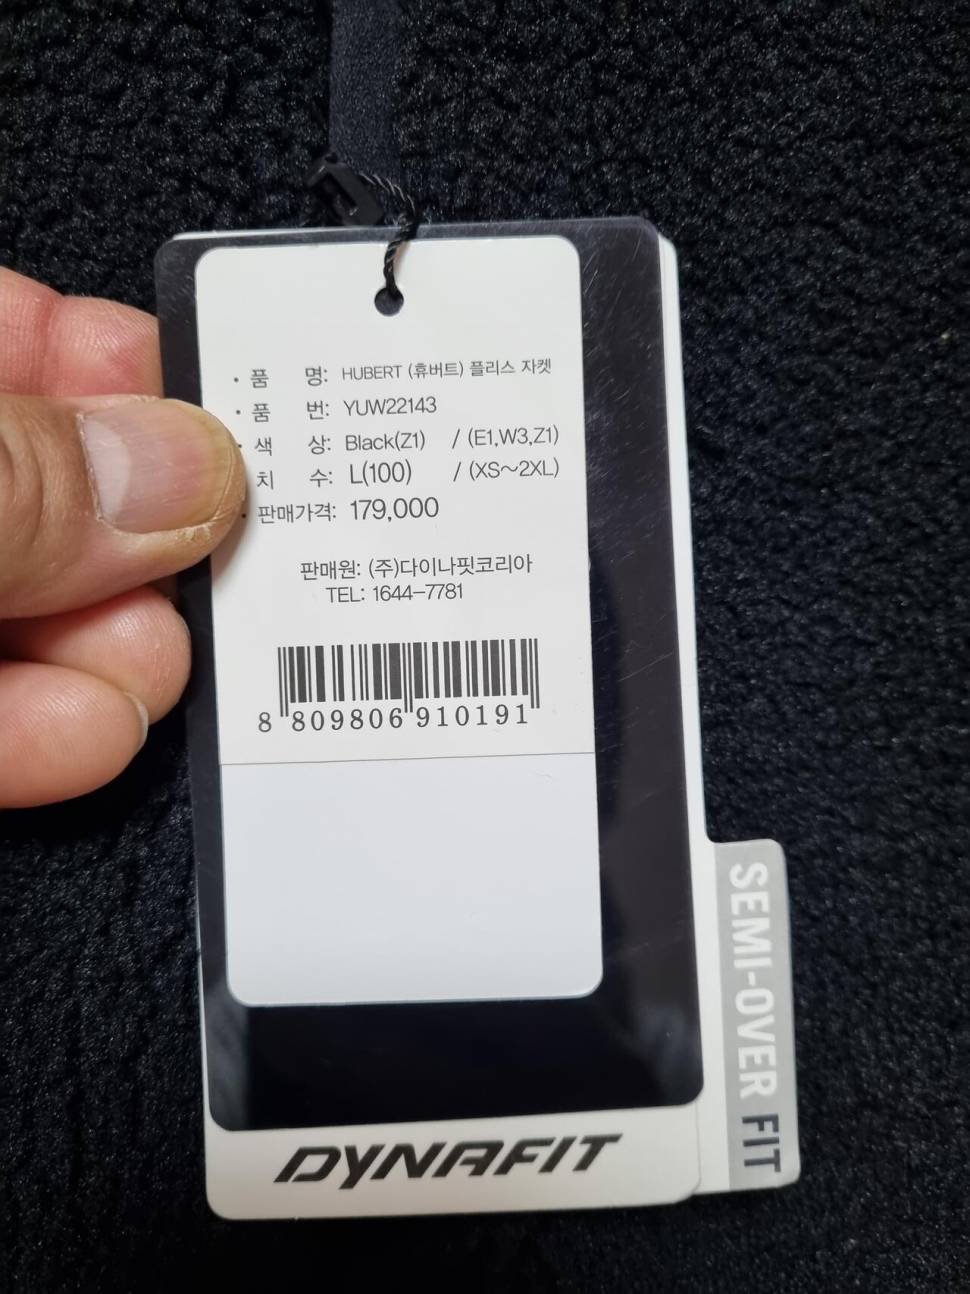 • 품 명: HUBERT (휴버트) 플리스 자켓
• 품 번: YUW22143
• 색 상: Black(Z1) / (E1,W3,Z1)
치 수: L(100) / (XS~2XL)
• 판매가격: 179,000
판매원: (주)다이나핏코리아
TEL: 1644-7781
8 809806 910191
SEMI-OVER FIT
DYNAFIT